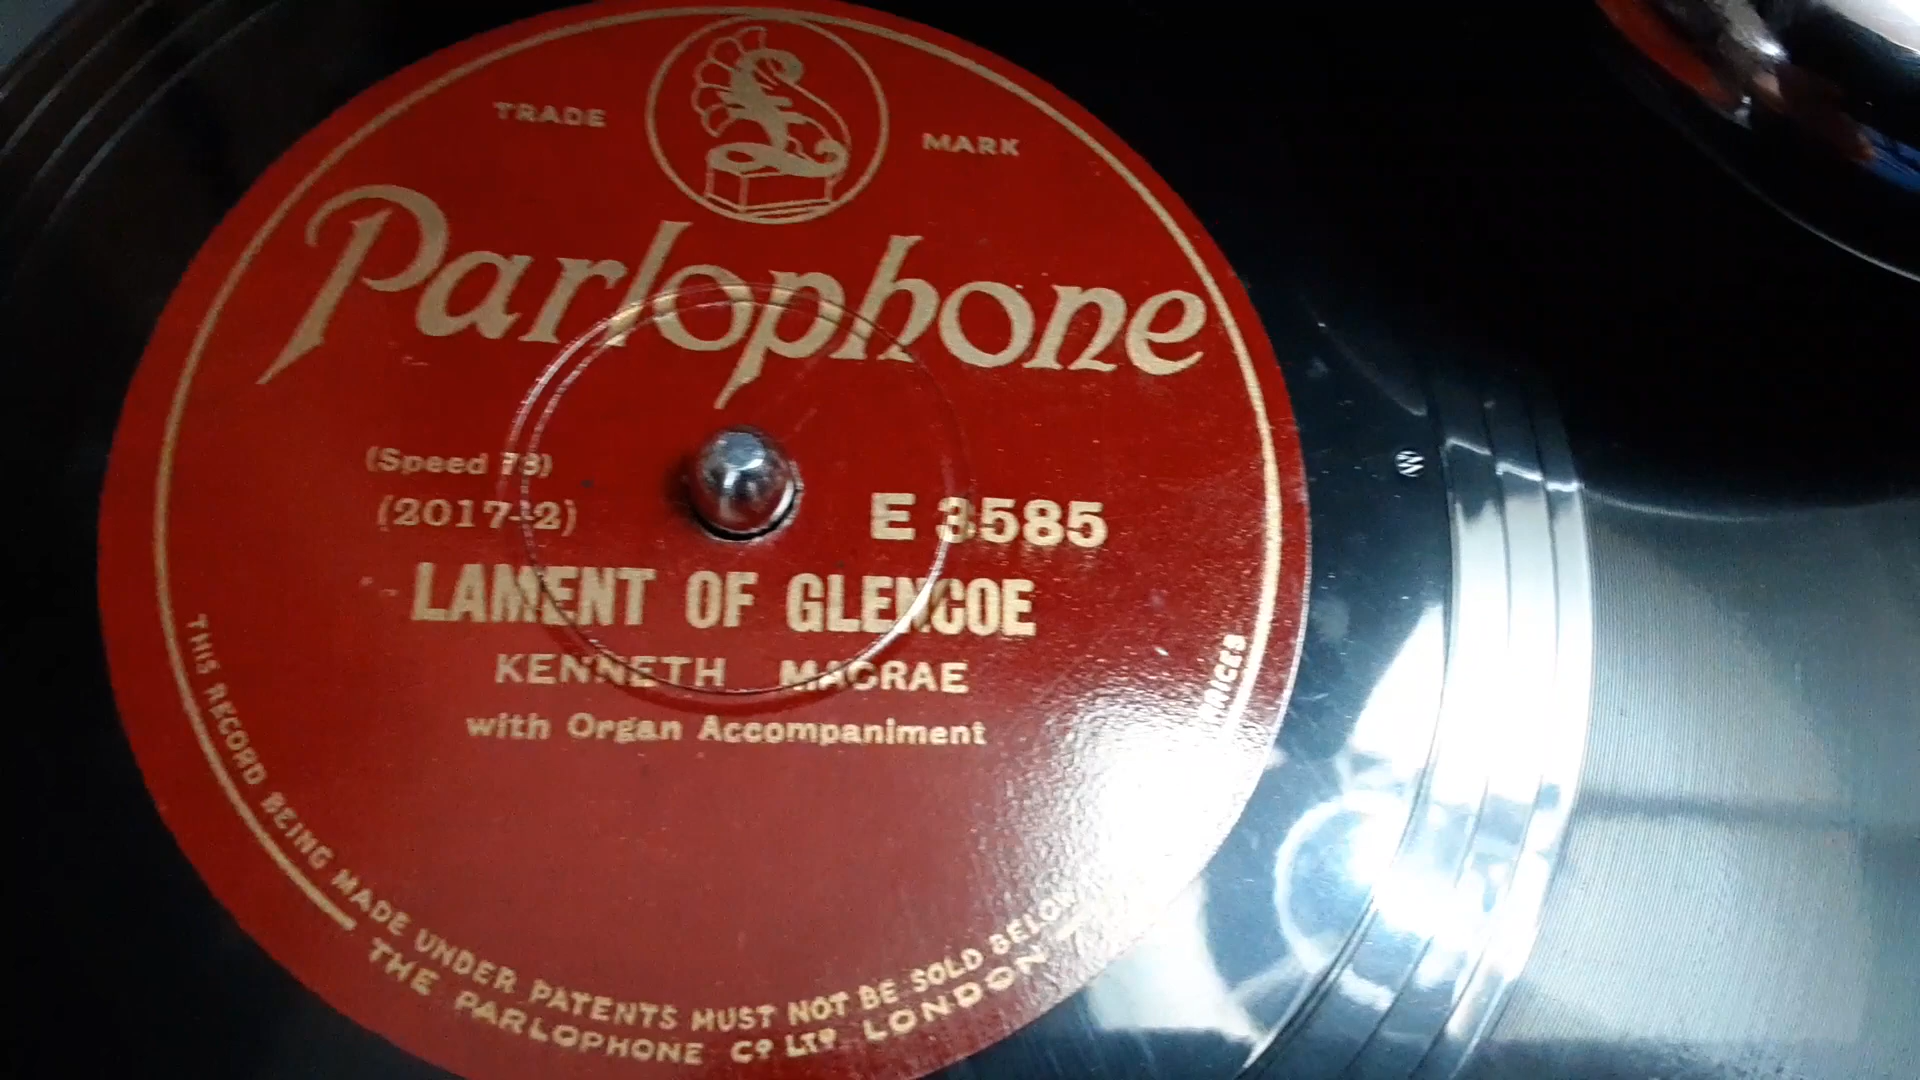 TRADE MARK
Parlophone
(Speed 78)
(2017-2)
E 3585
LAMENT OF GLENCOE
KENNETH MACRAE
with Organ Accompaniment
THIS RECORD BEING MADE UNDER PATENTS MUST NOT BE SOLD BELOW
PRICES
THE PARLOPHONE Co LTD. LONDON